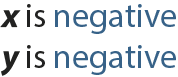 x is negative
y is negative